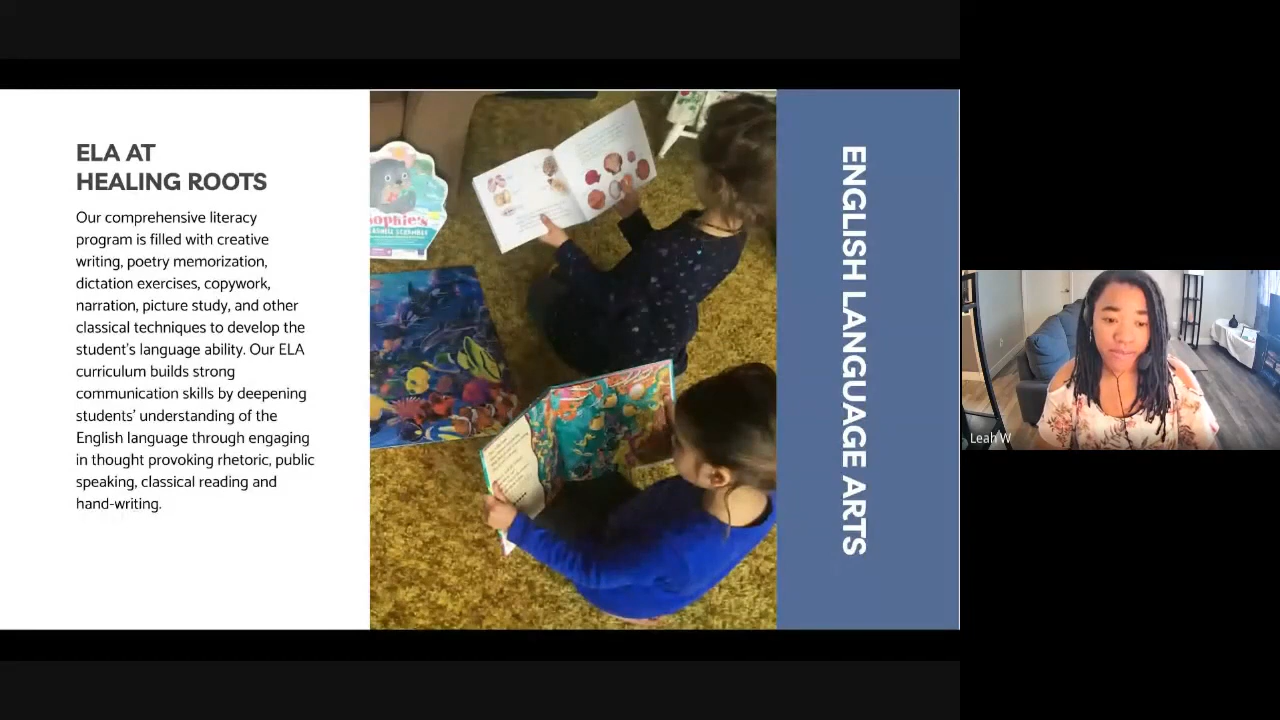 ELA AT
HEALING ROOTS
Our comprehensive literacy
program is filled with creative
writing, poetry memorization,
dictation exercises, copywork,
narration, picture study, and other
classical techniques to develop the
student's language ability. Our ELA
curriculum builds strong
communication skills by deepening
students' understanding of the
English language through engaging
in thought provoking rhetoric, public
speaking, classical reading and
hand-writing.
ENGLISH LANGUAGE ARTS
Leah W